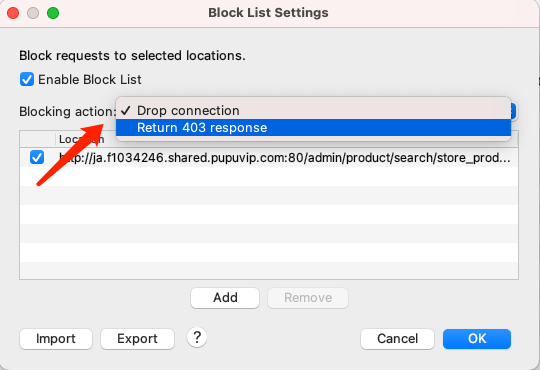 Block List Settings
Block requests to selected locations.
Enable Block List
Blocking action:
✓ Drop connection
Return 403 response
Location
http://ja.f1034246.shared.pupuvip.com:80/admin/product/search/store_prod...
Add
Remove
Import
Export
?
Cancel
OK